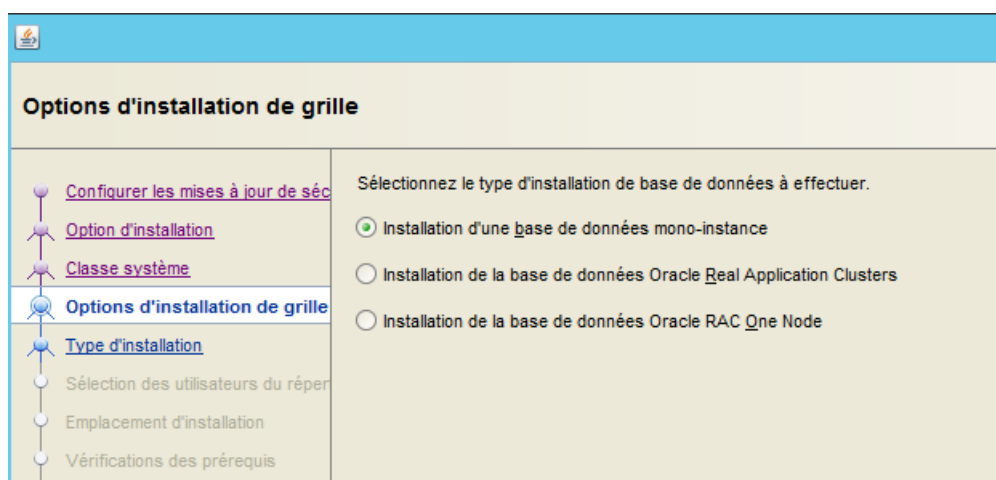 Options d'installation de grille
Configurer les mises à jour de séc
Option d'installation
Classe système
Options d'installation de grille
Type d'installation
Sélection des utilisateurs du réper
Emplacement d'installation
Vérifications des prérequis
Sélectionnez le type d'installation de base de données à effectuer.
Installation d'une base de données mono-instance
Installation de la base de données Oracle Real Application Clusters
Installation de la base de données Oracle RAC One Node